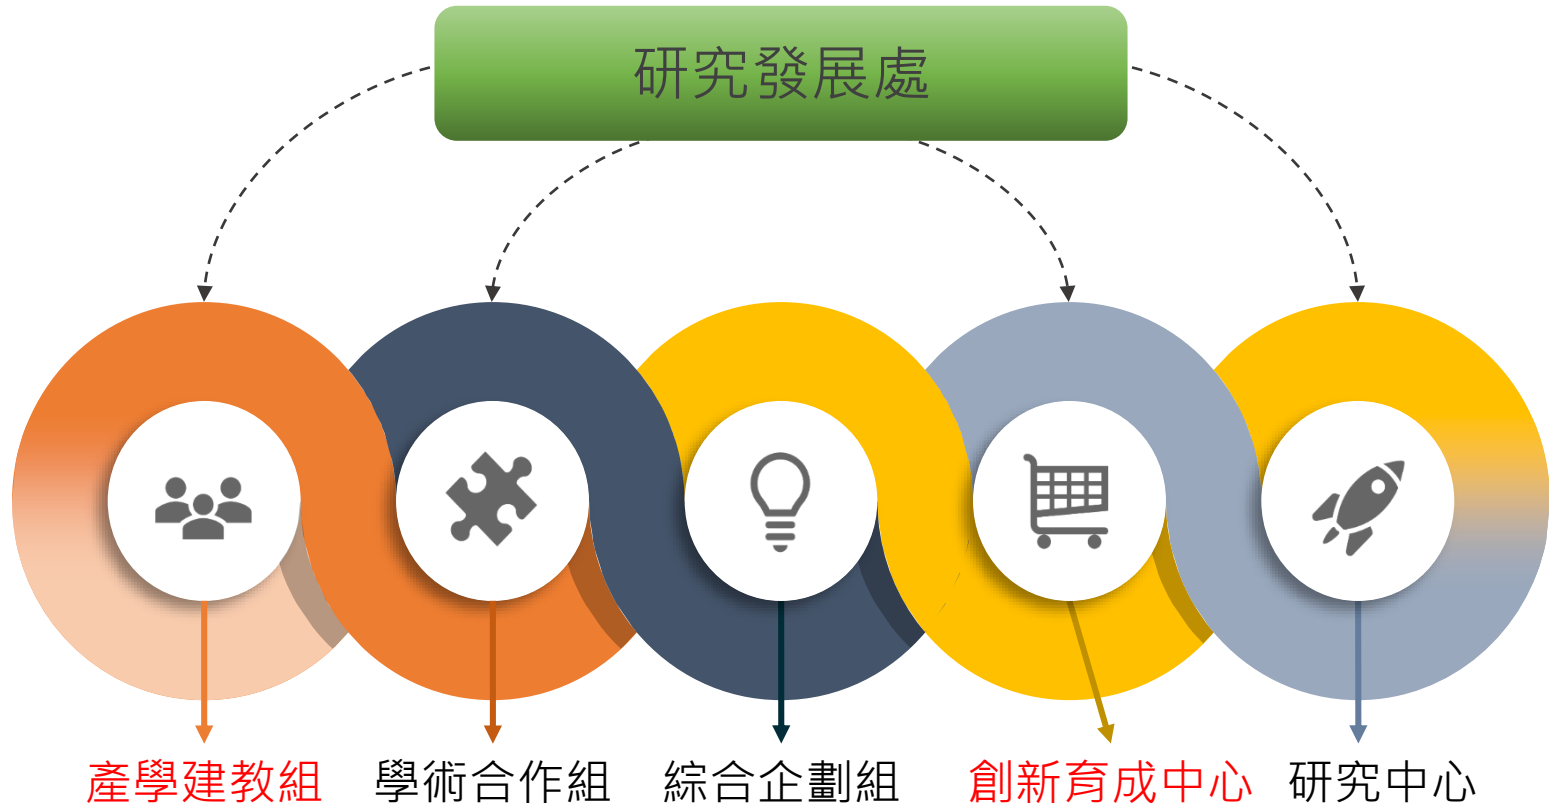 研究發展處
產學建教組
學術合作組
綜合企劃組
創新育成中心
研究中心